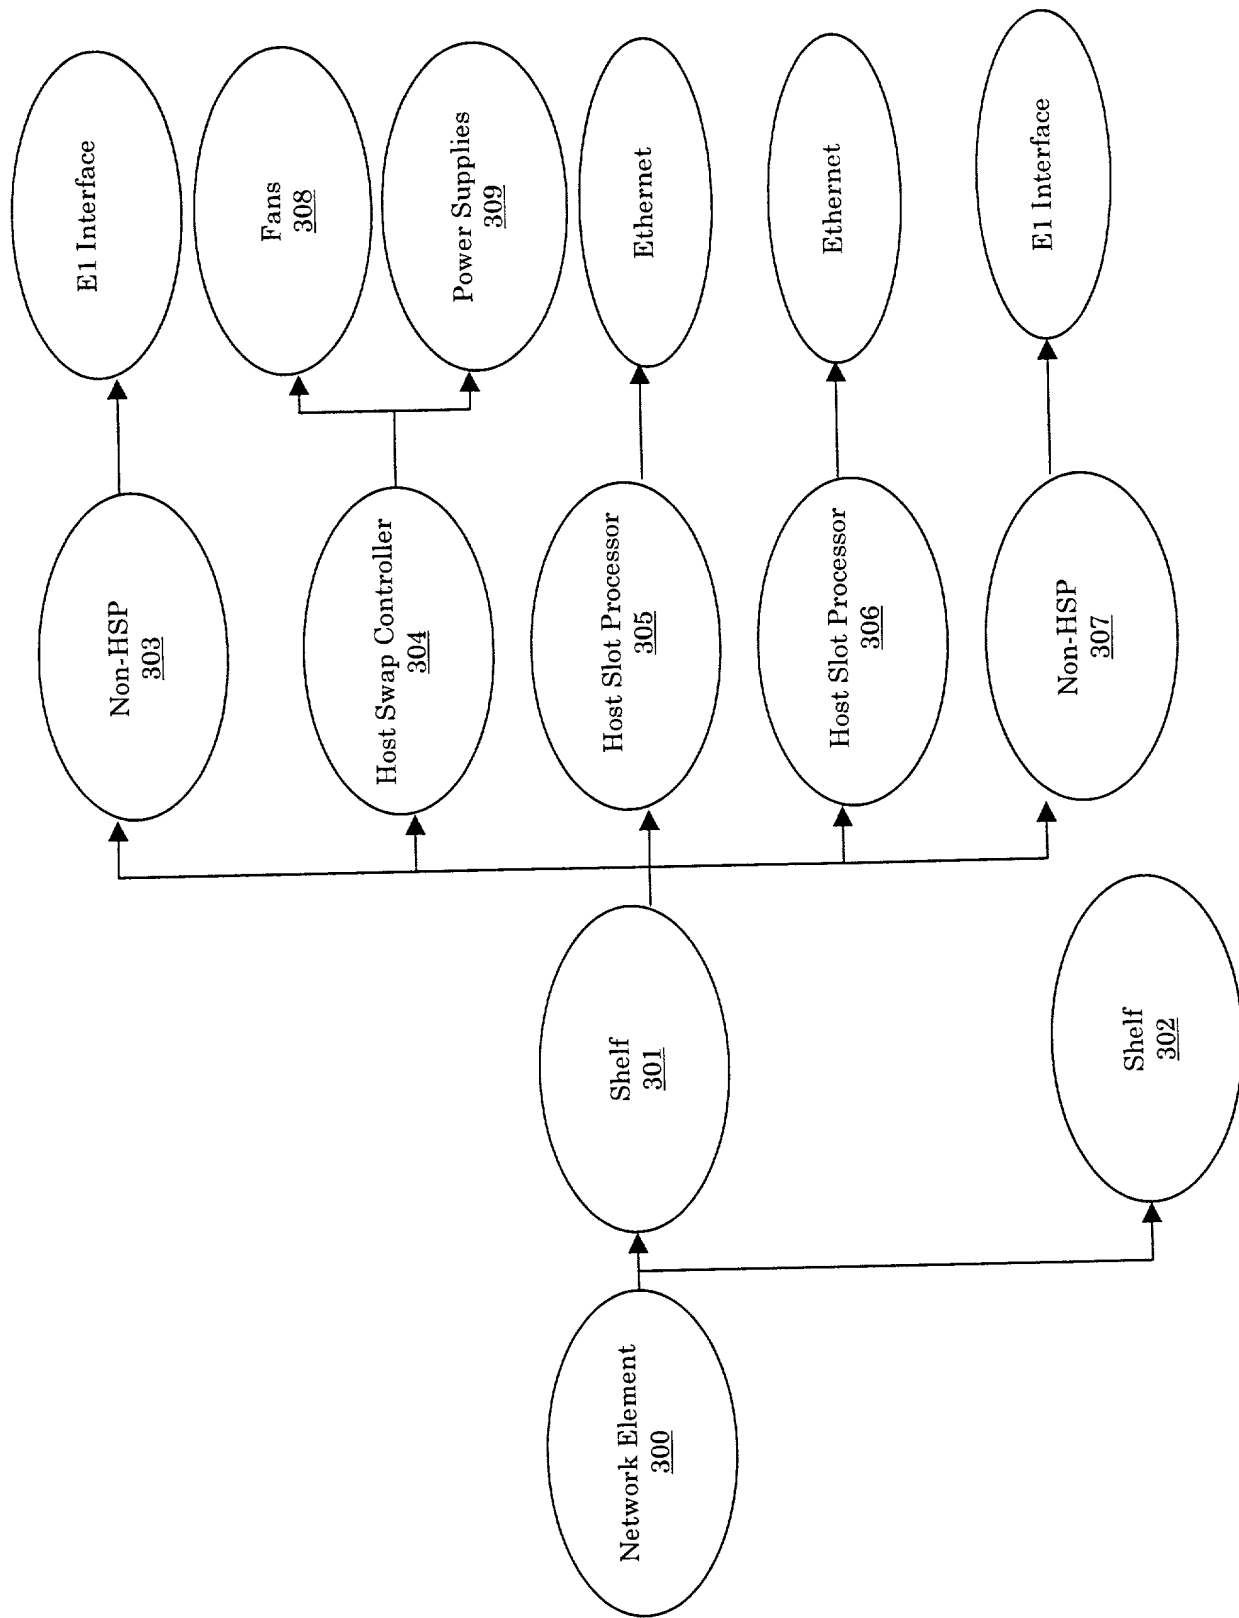 E1 Interface
Fans
308
Power Supplies
309
Ethernet
Ethernet
E1 Interface
Non-HSP
303
Host Swap Controller
304
Host Slot Processor
305
Host Slot Processor
306
Non-HSP
307
Shelf
301
Shelf
302
Network Element
300